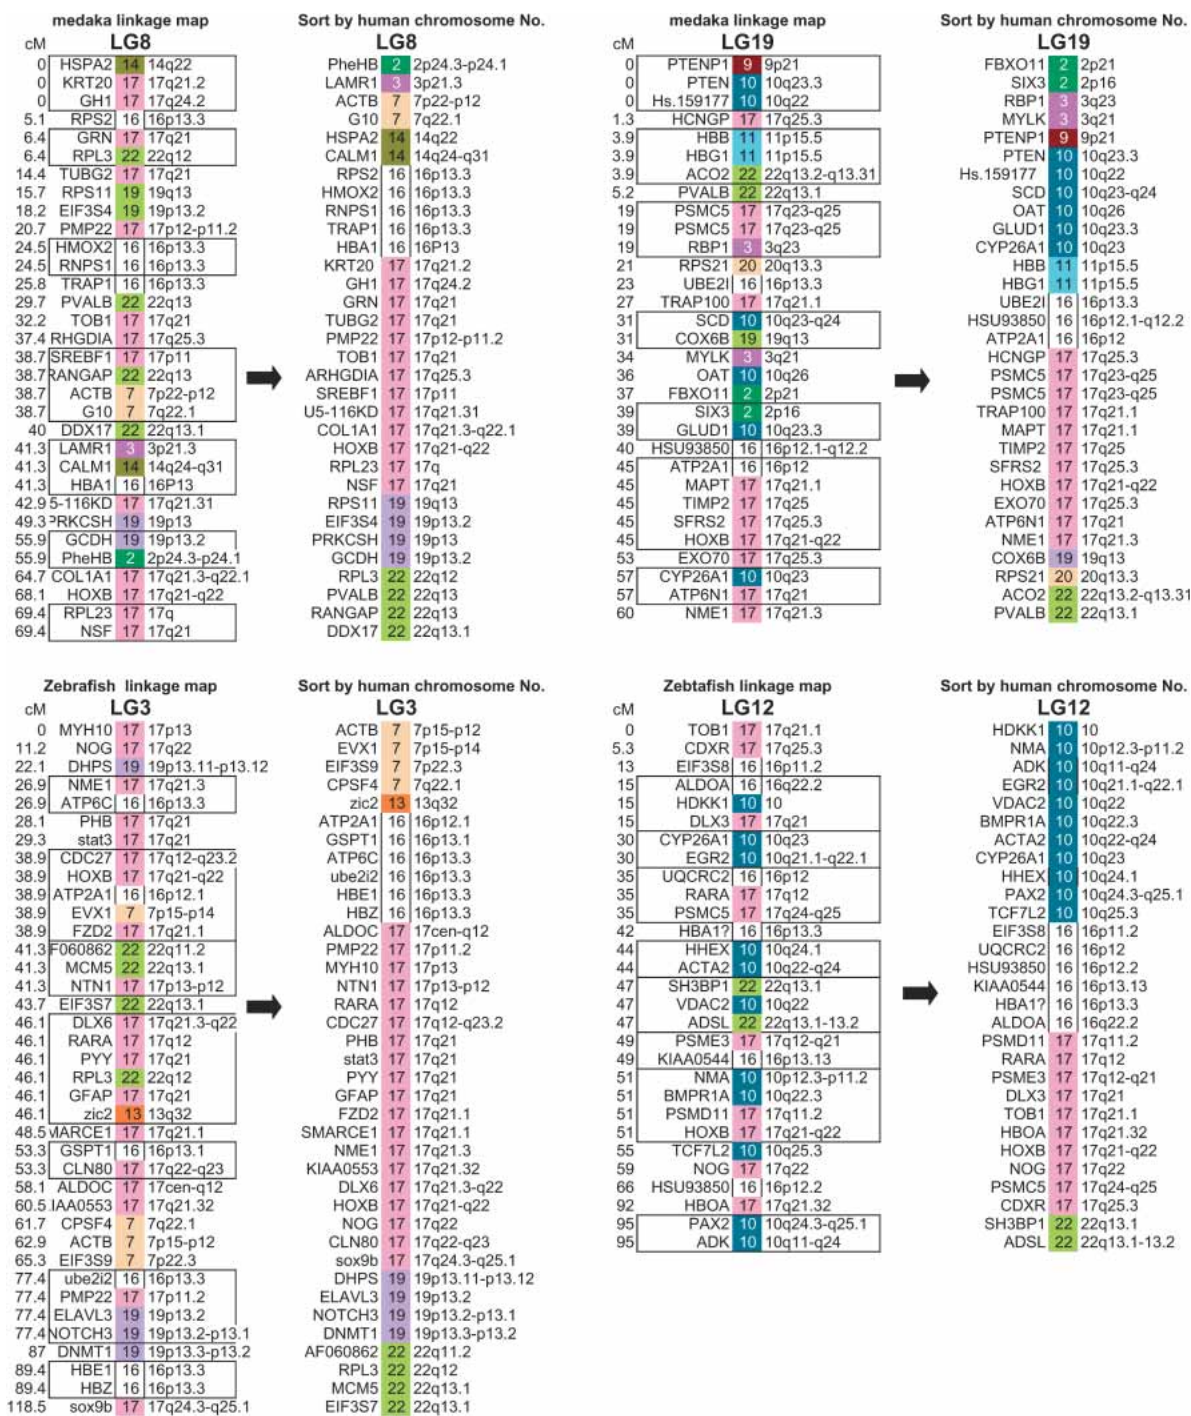 medaka linkage map
cM LG8
0 HSPA2 14 14q22
0 KRT20 17 17q21.2
0 GH1 17 17q24.2
5.1 RPS2 16 16p13.3
6.4 GRN 17 17q21
6.4 RPL3 22 22q12
14.4 TUBG2 17 17q21
15.7 RPS11 19 19q13
18.2 EIF3S4 19 19p13.2
20.7 PMP22 17 17p12-p11.2
24.5 HMOX2 16 16p13.3
24.5 RNPS1 16 16p13.3
25.8 TRAP1 16 16p13.3
29.7 PVALB 22 22q13
32.2 TOB1 17 17q21
37.4 RHGDIA 17 17q25.3
38.7 SREBF1 17 17p11
38.7 RANGAP 22 22q13
38.7 ACTB 7 7p22-p12
38.7 G10 7 7q22.1
40 DDX17 22 22q13.1
41.3 LAMR1 3 3p21.3
41.3 CALM1 14 14q24-q31
41.3 HBA1 16 16P13
42.9 5-116KD 17 17q21.31
49.3 PRKCSH 19 19p13
55.9 GCDH 19 19p13.2
55.9 PheHB 2 2p24.3-p24.1
64.7 COL1A1 17 17q21.3-q22.1
68.1 HOXB 17 17q21-q22
69.4 RPL23 17 17q
69.4 NSF 17 17q21
Sort by human chromosome No.
LG8
PheHB 2 2p24.3-p24.1
LAMR1 3 3p21.3
ACTB 7 7p22-p12
G10 7 7q22.1
HSPA2 14 14q22
CALM1 14 14q24-q31
RPS2 16 16p13.3
HMOX2 16 16p13.3
RNPS1 16 16p13.3
TRAP1 16 16p13.3
HBA1 16 16P13
KRT20 17 17q21.2
GH1 17 17q24.2
GRN 17 17q21
TUBG2 17 17q21
PMP22 17 17p12-p11.2
TOB1 17 17q21
ARHGDIA 17 17q25.3
SREBF1 17 17p11
U5-116KD 17 17q21.31
COL1A1 17 17q21.3-q22.1
HOXB 17 17q21-q22
RPL23 17 17q
NSF 17 17q21
RPS11 19 19q13
EIF3S4 19 19p13.2
PRKCSH 19 19p13
GCDH 19 19p13.2
RPL3 22 22q12
PVALB 22 22q13
RANGAP 22 22q13
DDX17 22 22q13.1
medaka linkage map
cM LG19
0 PTENP1 9 9p21
0 PTEN 10 10q23.3
0 Hs.159177 10 10q22
1.3 HCNGP 17 17q25.3
3.9 HBB 11 11p15.5
3.9 HBG1 11 11p15.5
3.9 ACO2 22 22q13.2-q13.31
5.2 PVALB 22 22q13.1
19 PSMC5 17 17q23-q25
19 PSMC5 17 17q23-q25
19 RBP1 3 3q23
21 RPS21 20 20q13.3
23 UBE2I 16 16p13.3
27 TRAP100 17 17q21.1
31 SCD 10 10q23-q24
31 COX6B 19 19q13
34 MYLK 3 3q21
36 OAT 10 10q26
37 FBXO11 2 2p21
39 SIX3 2 2p16
39 GLUD1 10 10q23.3
40 HSU93850 16 16p12.1-q12.2
45 ATP2A1 16 16p12
45 MAPT 17 17q21.1
45 TIMP2 17 17q25
45 SFRS2 17 17q25.3
45 HOXB 17 17q21-q22
53 EXO70 17 17q25.3
57 CYP26A1 10 10q23
57 ATP6N1 17 17q21
60 NME1 17 17q21.3
Sort by human chromosome No.
LG19
FBXO11 2 2p21
SIX3 2 2p16
RBP1 3 3q23
MYLK 3 3q21
PTENP1 9 9p21
PTEN 10 10q23.3
Hs.159177 10 10q22
SCD 10 10q23-q24
OAT 10 10q26
GLUD1 10 10q23.3
CYP26A1 10 10q23
HBB 11 11p15.5
HBG1 11 11p15.5
UBE2I 16 16p13.3
HSU93850 16 16p12.1-q12.2
ATP2A1 16 16p12
HCNGP 17 17q25.3
PSMC5 17 17q23-q25
PSMC5 17 17q23-q25
TRAP100 17 17q21.1
MAPT 17 17q21.1
TIMP2 17 17q25
SFRS2 17 17q25.3
HOXB 17 17q21-q22
EXO70 17 17q25.3
ATP6N1 17 17q21
NME1 17 17q21.3
COX6B 19 19q13
RPS21 20 20q13.3
ACO2 22 22q13.2-q13.31
PVALB 22 22q13.1
Zebrafish linkage map
cM LG3
0 MYH10 17 17p13
11.2 NOG 17 17q22
22.1 DHPS 19 19p13.11-p13.12
26.9 NME1 17 17q21.3
26.9 ATP6C 16 16p13.3
28.1 PHB 17 17q21
29.3 stat3 17 17q21
38.9 CDC27 17 17q12-q23.2
38.9 HOXB 17 17q21-q22
38.9 ATP2A1 16 16p12.1
38.9 EVX1 7 7p15-p14
38.9 FZD2 17 17q21.1
41.3 F060862 22 22q11.2
41.3 MCM5 22 22q13.1
41.3 NTN1 17 17p13-p12
43.7 EIF3S7 22 22q13.1
46.1 DLX6 17 17q21.3-q22
46.1 RARA 17 17q12
46.1 PYY 17 17q21
46.1 RPL3 22 22q12
46.1 GFAP 17 17q21
46.1 zic2 13 13q32
48.5 MARCE1 17 17q21.1
53.3 GSPT1 16 16p13.1
53.3 CLN80 17 17q22-q23
58.1 ALDOC 17 17cen-q12
60.5 IAA0553 17 17q21.32
61.7 CPSF4 7 7q22.1
62.9 ACTB 7 7p15-p12
65.3 EIF3S9 7 7p22.3
77.4 ube2i2 16 16p13.3
77.4 PMP22 17 17p11.2
77.4 ELAVL3 19 19p13.2
77.4 NOTCH3 19 19p13.2-p13.1
87 DNMT1 19 19p13.3-p13.2
89.4 HBE1 16 16p13.3
89.4 HBZ 16 16p13.3
118.5 sox9b 17 17q24.3-q25.1
Sort by human chromosome No.
LG3
ACTB 7 7p15-p12
EVX1 7 7p15-p14
EIF3S9 7 7p22.3
CPSF4 7 7q22.1
zic2 13 13q32
ATP2A1 16 16p12.1
GSPT1 16 16p13.1
ATP6C 16 16p13.3
ube2i2 16 16p13.3
HBE1 16 16p13.3
HBZ 16 16p13.3
ALDOC 17 17cen-q12
PMP22 17 17p11.2
MYH10 17 17p13
NTN1 17 17p13-p12
RARA 17 17q12
CDC27 17 17q12-q23.2
PHB 17 17q21
stat3 17 17q21
PYY 17 17q21
GFAP 17 17q21
FZD2 17 17q21.1
SMARCE1 17 17q21.1
NME1 17 17q21.3
KIAA0553 17 17q21.32
DLX6 17 17q21.3-q22
HOXB 17 17q21-q22
NOG 17 17q22
CLN80 17 17q22-q23
sox9b 17 17q24.3-q25.1
DHPS 19 19p13.11-p13.12
ELAVL3 19 19p13.2
NOTCH3 19 19p13.2-p13.1
DNMT1 19 19p13.3-p13.2
AF060862 22 22q11.2
RPL3 22 22q12
MCM5 22 22q13.1
EIF3S7 22 22q13.1
Zebtafish linkage map
cM LG12
0 TOB1 17 17q21.1
5.3 CDXR 17 17q25.3
13 EIF3S8 16 16p11.2
15 ALDOA 16 16q22.2
15 HDKK1 10 10
15 DLX3 17 17q21
30 CYP26A1 10 10q23
30 EGR2 10 10q21.1-q22.1
35 UQCRC2 16 16p12
35 RARA 17 17q12
35 PSMC5 17 17q24-q25
42 HBA1? 16 16p13.3
44 HHEX 10 10q24.1
44 ACTA2 10 10q22-q24
47 SH3BP1 22 22q13.1
47 VDAC2 10 10q22
47 ADSL 22 22q13.1-13.2
49 PSME3 17 17q12-q21
49 KIAA0544 16 16p13.13
51 NMA 10 10p12.3-p11.2
51 BMPR1A 10 10q22.3
51 PSMD11 17 17q11.2
51 HOXB 17 17q21-q22
55 TCF7L2 10 10q25.3
59 NOG 17 17q22
66 HSU93850 16 16p12.2
92 HBOA 17 17q21.32
95 PAX2 10 10q24.3-q25.1
95 ADK 10 10q11-q24
Sort by human chromosome No.
LG12
HDKK1 10 10
NMA 10 10p12.3-p11.2
ADK 10 10q11-q24
EGR2 10 10q21.1-q22.1
VDAC2 10 10q22
BMPR1A 10 10q22.3
ACTA2 10 10q22-q24
CYP26A1 10 10q23
HHEX 10 10q24.1
PAX2 10 10q24.3-q25.1
TCF7L2 10 10q25.3
EIF3S8 16 16p11.2
UQCRC2 16 16p12
HSU93850 16 16p12.2
KIAA0544 16 16p13.13
HBA1? 16 16p13.3
ALDOA 16 16q22.2
PSMD11 17 17q11.2
RARA 17 17q12
PSME3 17 17q12-q21
DLX3 17 17q21
TOB1 17 17q21.1
HBOA 17 17q21.32
HOXB 17 17q21-q22
NOG 17 17q22
PSMC5 17 17q24-q25
CDXR 17 17q25.3
SH3BP1 22 22q13.1
ADSL 22 22q13.1-13.2